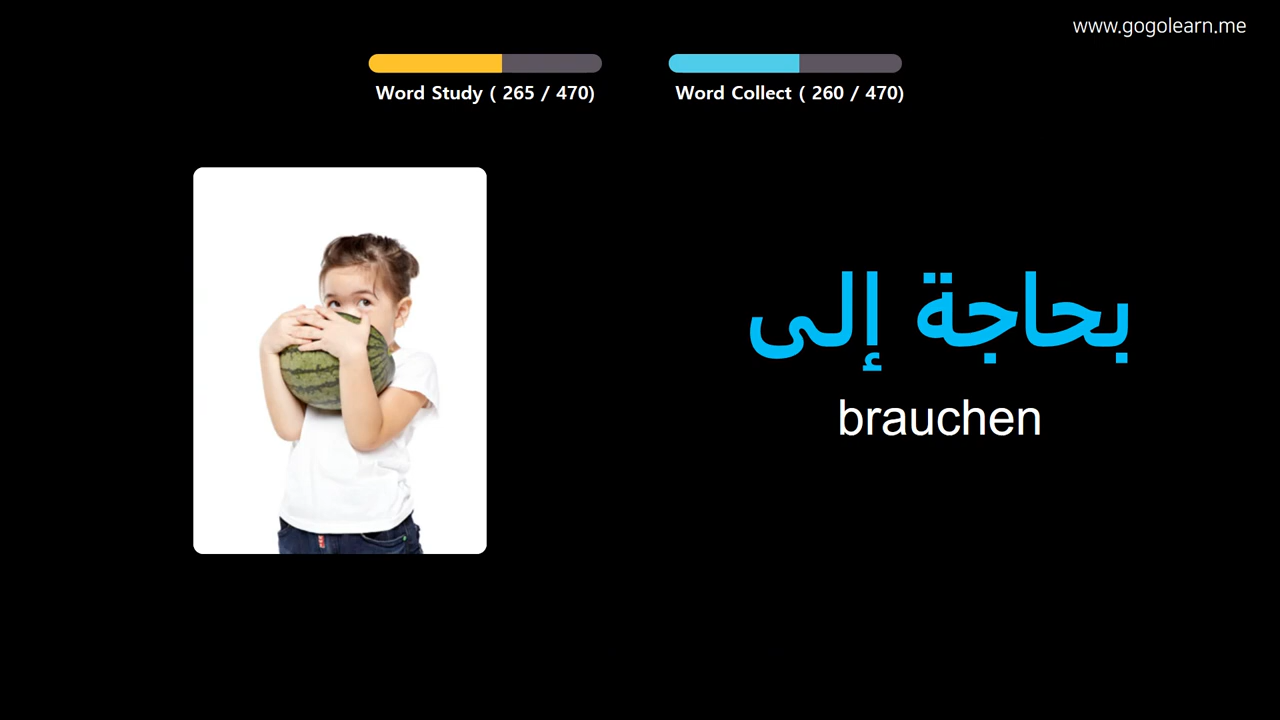 www.gogolearn.me
Word Study ( 265 / 470)
Word Collect ( 260 / 470)
بحاجة إلى
brauchen